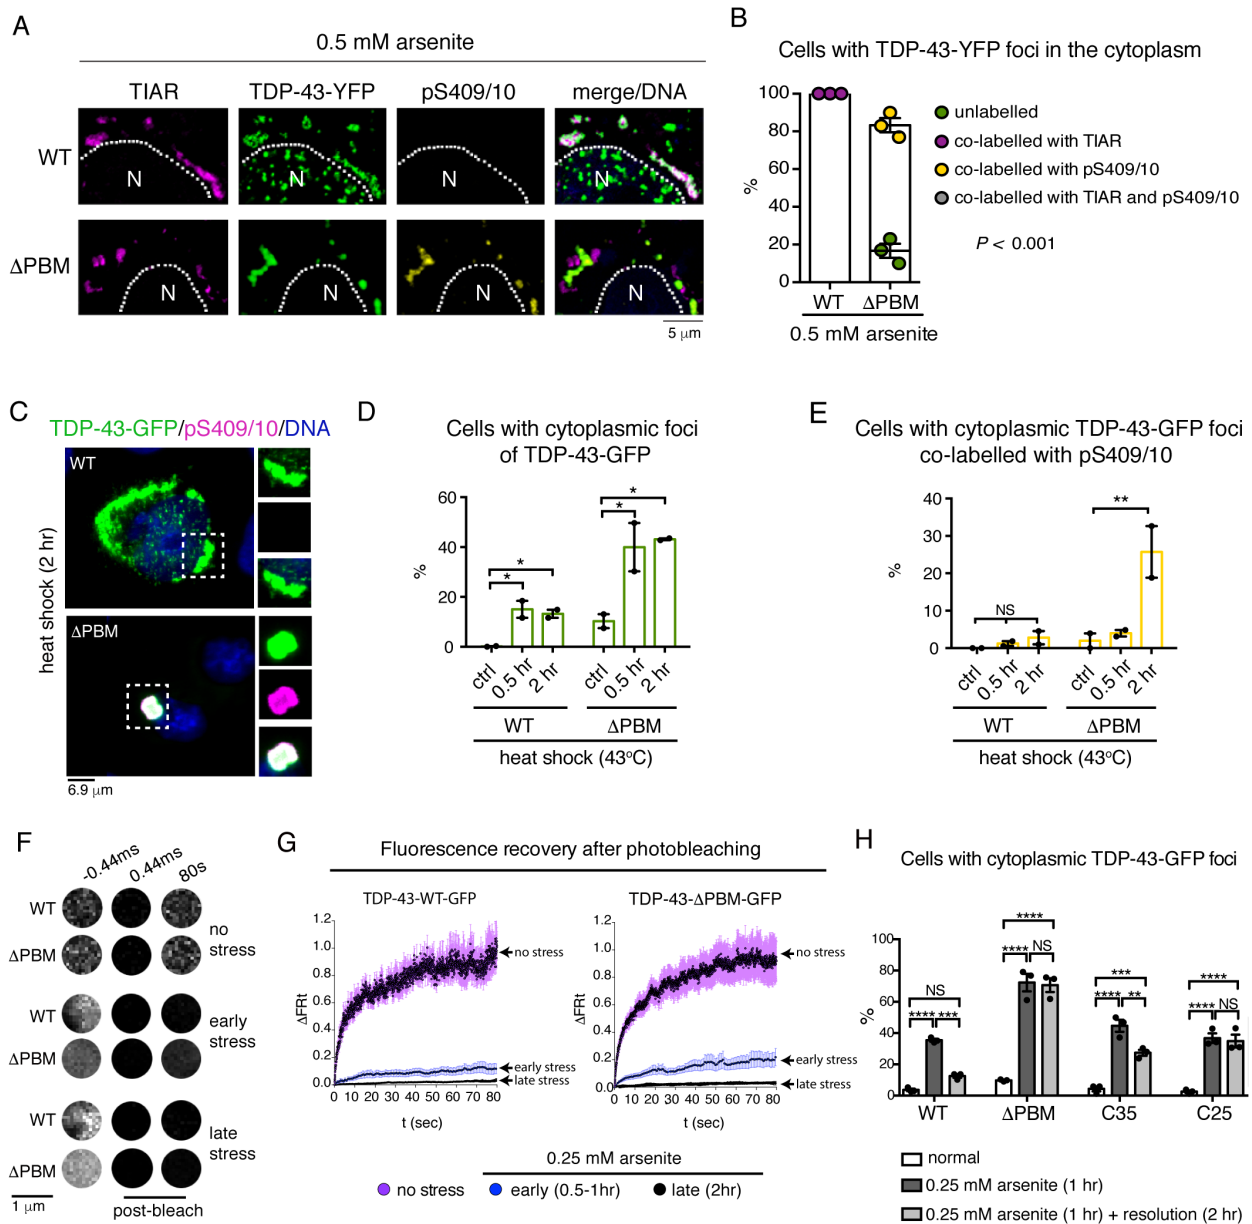 A
0.5 mM arsenite
TIAR
TDP-43-YFP
pS409/10
merge/DNA
WT
N
N
N
N
ΔPBM
N
N
N
N
5 μm
B
Cells with TDP-43-YFP foci in the cytoplasm
%
100
80
60
40
20
0
WT
ΔPBM
0.5 mM arsenite
unlabelled
co-labelled with TIAR
co-labelled with pS409/10
co-labelled with TIAR and pS409/10
P < 0.001
C
TDP-43-GFP/pS409/10/DNA
heat shock (2 hr)
WT
ΔPBM
6.9 μm
D
Cells with cytoplasmic foci
of TDP-43-GFP
%
60
40
20
0
*
*
*
*
ctrl
0.5 hr
2 hr
ctrl
0.5 hr
2 hr
WT
ΔPBM
heat shock (43ºC)
E
Cells with cytoplasmic TDP-43-GFP foci
co-labelled with pS409/10
%
40
30
20
10
0
NS
**
ctrl
0.5 hr
2 hr
ctrl
0.5 hr
2 hr
WT
ΔPBM
heat shock (43ºC)
F
-0.44ms
0.44ms
80s
WT
ΔPBM
no
stress
WT
ΔPBM
early
stress
WT
ΔPBM
late
stress
1 μm
post-bleach
G
Fluorescence recovery after photobleaching
TDP-43-WT-GFP
ΔFRt
1.2
1.0
0.8
0.6
0.4
0.2
0.0
0 10 20 30 40 50 60 70 80
t (sec)
no stress
early stress
late stress
TDP-43-ΔPBM-GFP
ΔFRt
1.2
1.0
0.8
0.6
0.4
0.2
0.0
0 10 20 30 40 50 60 70 80
t (sec)
no stress
early stress
late stress
0.25 mM arsenite
no stress
early (0.5-1hr)
late (2hr)
H
Cells with cytoplasmic TDP-43-GFP foci
%
100
80
60
40
20
0
NS
**** ***
****
**** NS
***
**** **
****
**** NS
WT
ΔPBM
C35
C25
normal
0.25 mM arsenite (1 hr)
0.25 mM arsenite (1 hr) + resolution (2 hr)